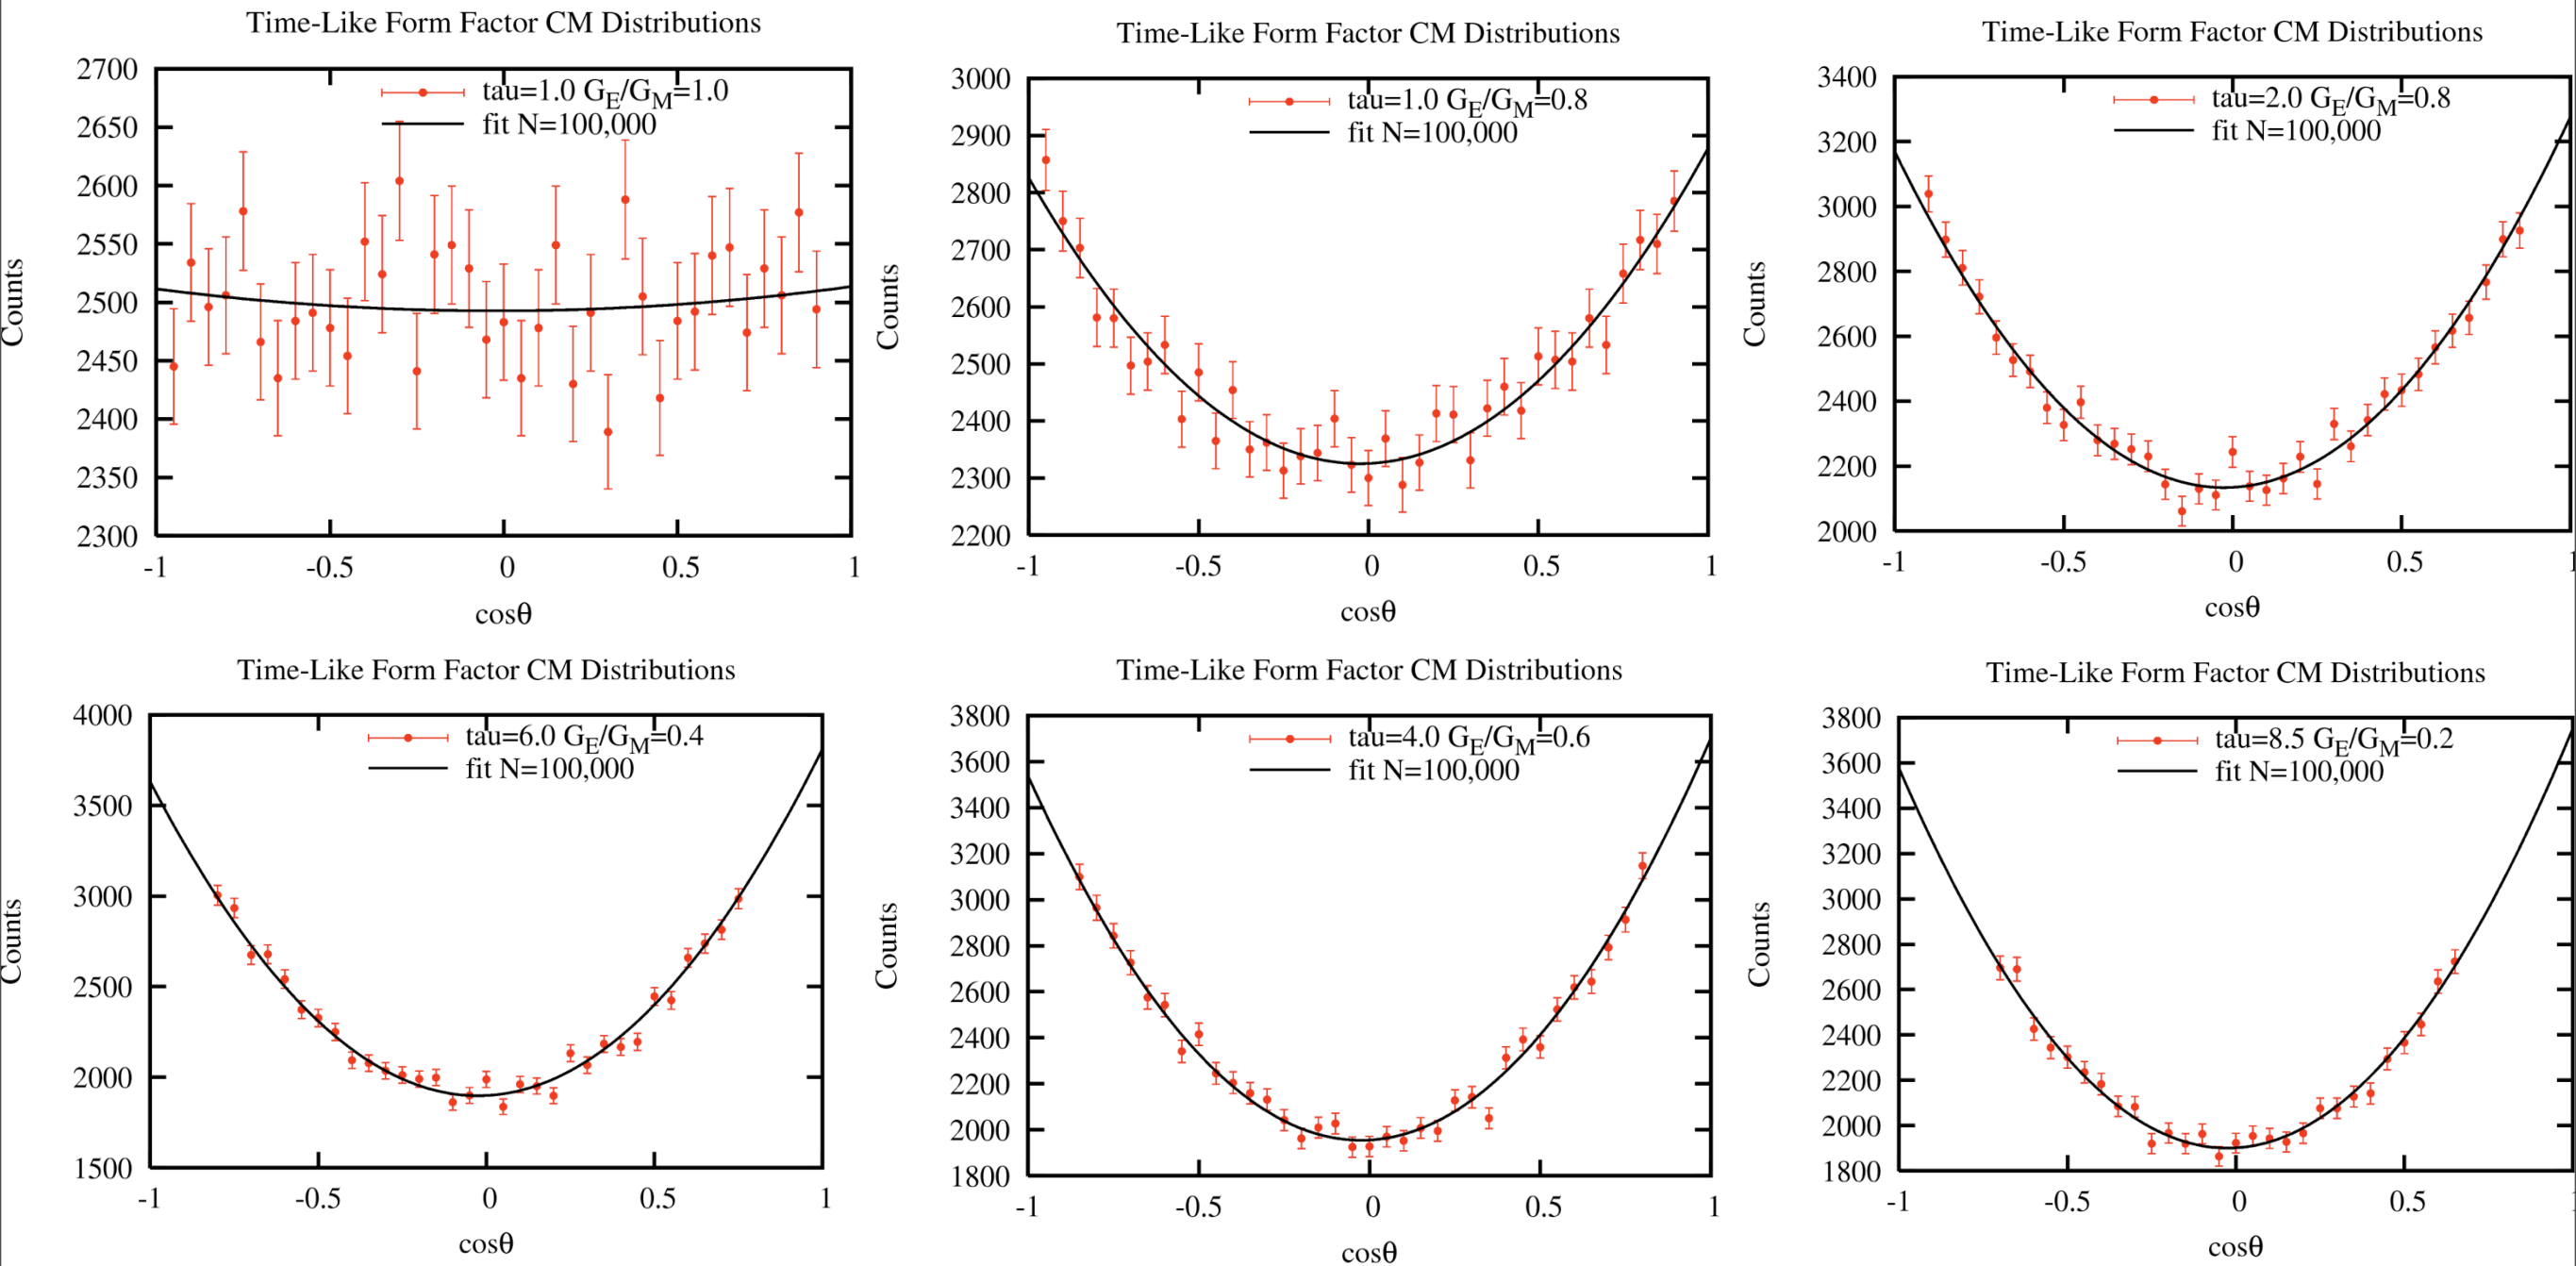 Time-Like Form Factor CM Distributions
2700
2650
2600
2550
2500
2450
2400
2350
2300
Counts
tau=1.0 G_E/G_M=1.0
fit N=100,000
-1 -0.5 0 0.5 1
cosθ
Time-Like Form Factor CM Distributions
3000
2900
2800
2700
2600
2500
2400
2300
2200
Counts
tau=1.0 G_E/G_M=0.8
fit N=100,000
-1 -0.5 0 0.5 1
cosθ
Time-Like Form Factor CM Distributions
3400
3200
3000
2800
2600
2400
2200
2000
Counts
tau=2.0 G_E/G_M=0.8
fit N=100,000
-1 -0.5 0 0.5 1
cosθ
Time-Like Form Factor CM Distributions
4000
3500
3000
2500
2000
1500
Counts
tau=6.0 G_E/G_M=0.4
fit N=100,000
-1 -0.5 0 0.5 1
cosθ
Time-Like Form Factor CM Distributions
3800
3600
3400
3200
3000
2800
2600
2400
2200
2000
1800
Counts
tau=4.0 G_E/G_M=0.6
fit N=100,000
-1 -0.5 0 0.5 1
cosθ
Time-Like Form Factor CM Distributions
3800
3600
3400
3200
3000
2800
2600
2400
2200
2000
1800
Counts
tau=8.5 G_E/G_M=0.2
fit N=100,000
-1 -0.5 0 0.5
cosθ